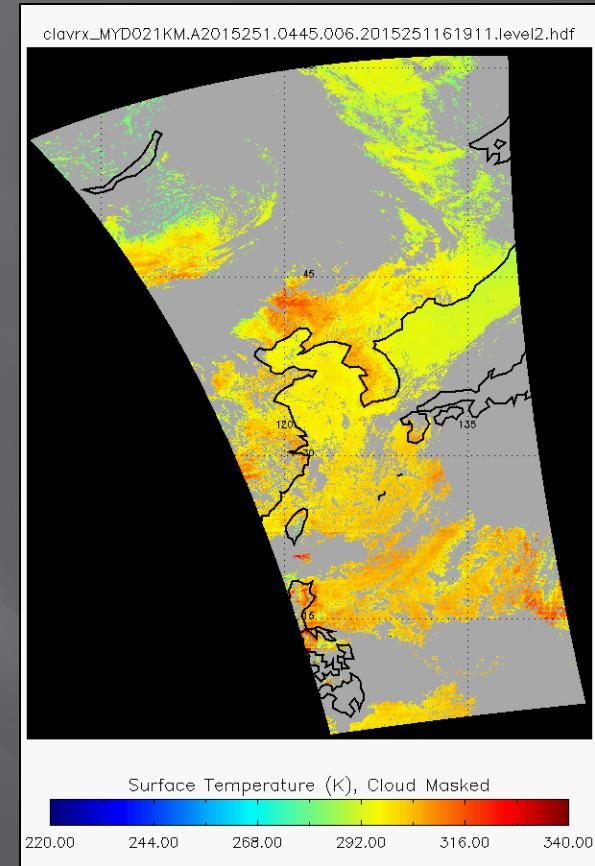 clavrx_MYD021KM.A2015251.0445.006.2015251161911.level2.hdf
45
120
135
30
15
Surface Temperature (K), Cloud Masked
220.00 244.00 268.00 292.00 316.00 340.00